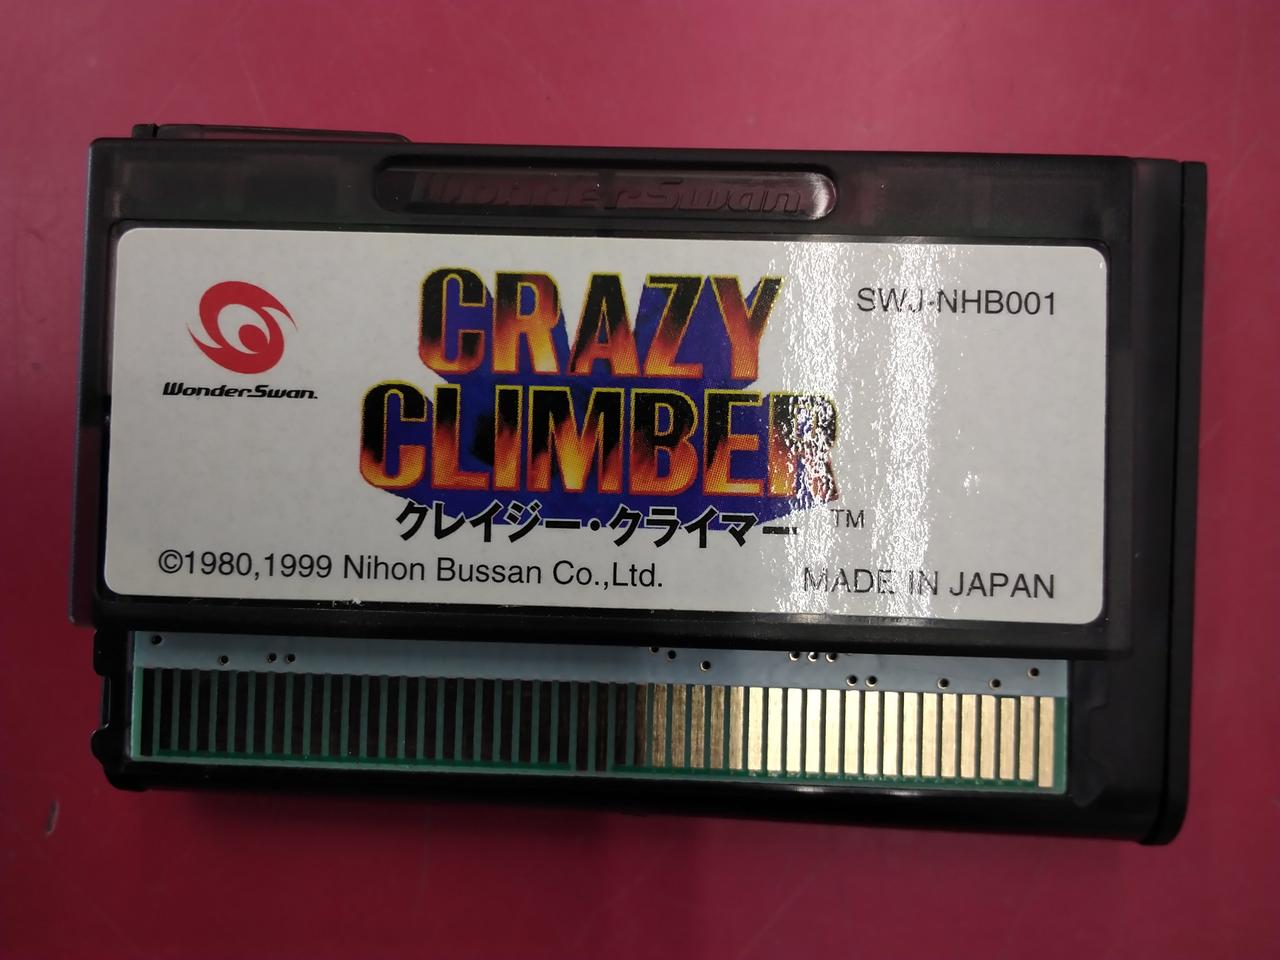 WonderSwan
SWJ-NHB001
WonderSwan
CRAZY
CLIMBER
クレイジー・クライマー TM
©1980,1999 Nihon Bussan Co.,Ltd.
MADE IN JAPAN